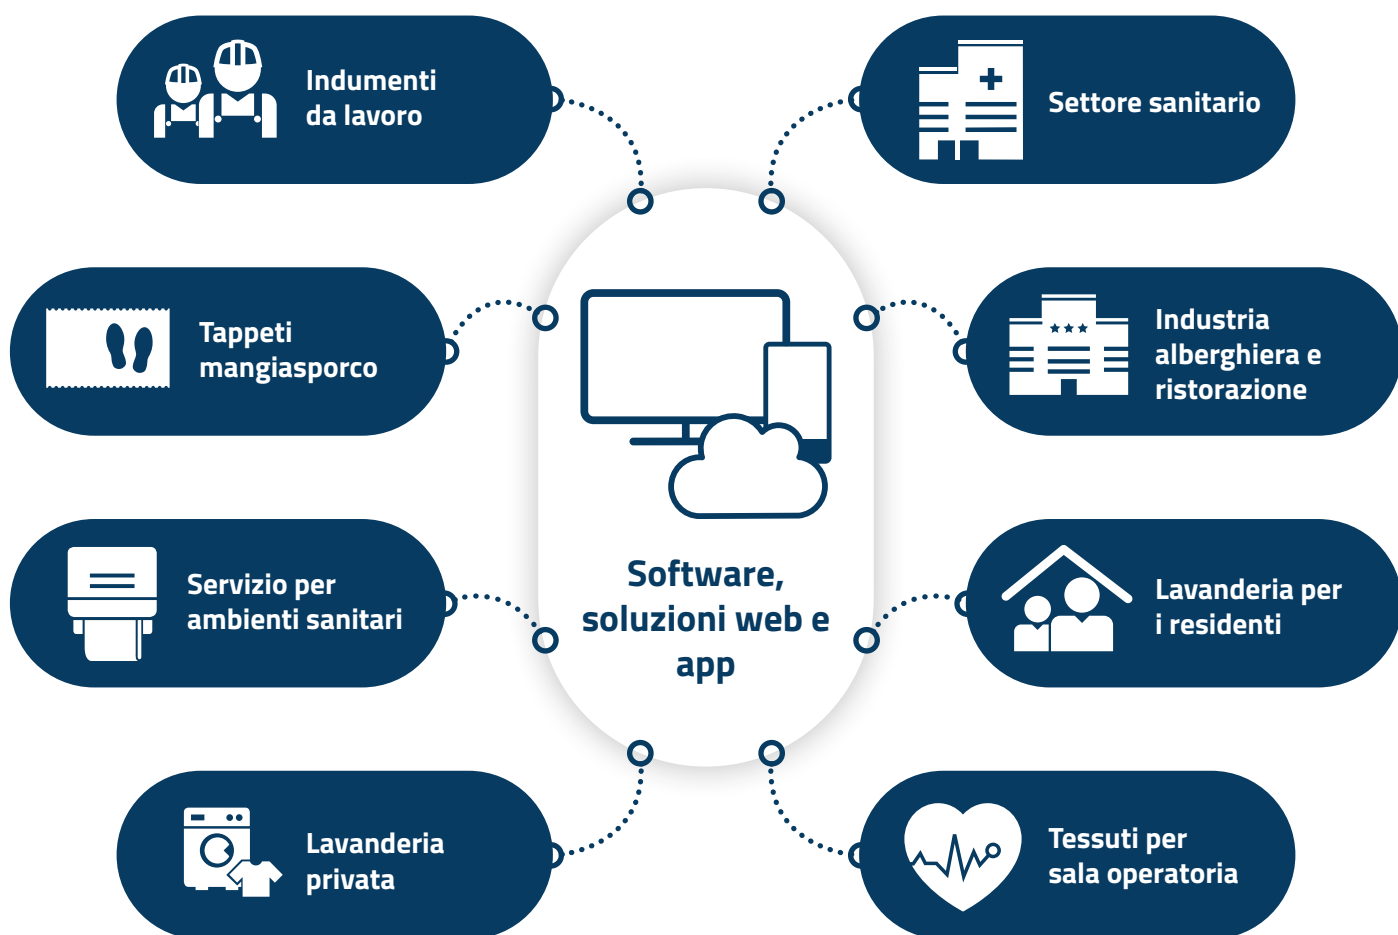 Indumenti
da lavoro
Settore sanitario
Tappeti
mangiasporco
Industria
alberghiera e
ristorazione
Software,
soluzioni web e
app
Servizio per
ambienti sanitari
Lavanderia per
i residenti
Lavanderia
privata
Tessuti per
sala operatoria